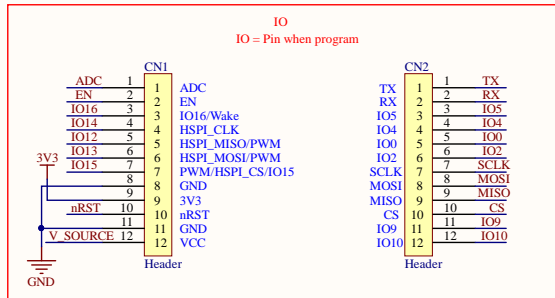 IO
IO = Pin when program
CN1
ADC 1 1 ADC
EN 2 2 EN
IO16 3 3 IO16/Wake
IO14 4 4 HSPI_CLK
IO12 5 5 HSPI_MISO/PWM
IO13 6 6 HSPI_MOSI/PWM
3V3 IO15 7 7 PWM/HSPI_CS/IO15
8 8 GND
9 9 3V3
nRST 10 10 nRST
11 11 GND
V_SOURCE 12 12 VCC
Header
GND
CN2
TX 1 1 TX
RX 2 2 RX
IO5 3 3 IO5
IO4 4 4 IO4
IO0 5 5 IO0
IO2 6 6 IO2
SCLK 7 7 SCLK
MOSI 8 8 MOSI
MISO 9 9 MISO
CS 10 10 CS
IO9 11 11 IO9
IO10 12 12 IO10
Header